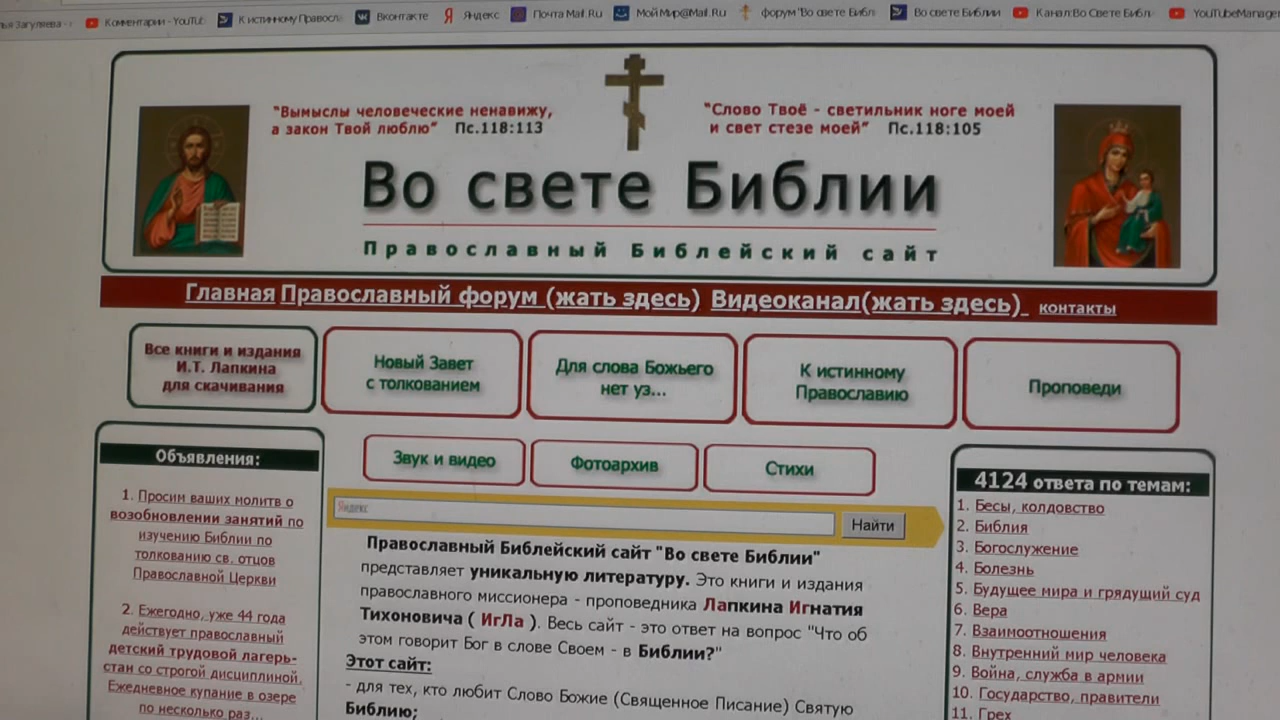 Комментарии - YouTub
К истинному Правосл
Вконтакте
Яндекс
Почта Mail.Ru
Мой Мир@Mail.Ru
форум "Во свете Библ
Во свете Библии
Канал:Во Свете Библ
YouTubeManage
"Вымыслы человеческие ненавижу,
а закон Твой люблю" Пс.118:113
"Слово Твоё - светильник ноге моей
и свет стезе моей" Пс.118:105
Во свете Библии
Православный Библейский сайт
Главная Православный форум (жать здесь) Видеоканал(жать здесь) контакты
Все книги и издания
И.Т. Лапкина
для скачивания
Новый Завет
с толкованием
Для слова Божьего
нет уз...
К истинному
Православию
Проповеди
Звук и видео
Фотоархив
Стихи
Объявления:
1. Просим ваших молитв о
возобновлении занятий по
изучению Библии по
толкованию св. отцов
Православной Церкви
2. Ежегодно, уже 44 года
действует православный
детский трудовой лагерь-
стан со строгой дисциплиной.
Ежедневное купание в озере
по несколько раз...
Яндекс
Найти
Православный Библейский сайт "Во свете Библии"
представляет уникальную литературу. Это книги и издания
православного миссионера - проповедника Лапкина Игнатия
Тихоновича ( ИгЛа ). Весь сайт - это ответ на вопрос "Что об
этом говорит Бог в слове Своем - в Библии?"
Этот сайт:
- для тех, кто любит Слово Божие (Священное Писание) Святую
Библию;
4124 ответа по темам:
1. Бесы, колдовство
2. Библия
3. Богослужение
4. Болезнь
5. Будущее мира и грядущий суд
6. Вера
7. Взаимоотношения
8. Внутренний мир человека
9. Война, служба в армии
10. Государство, правители
11. Грех